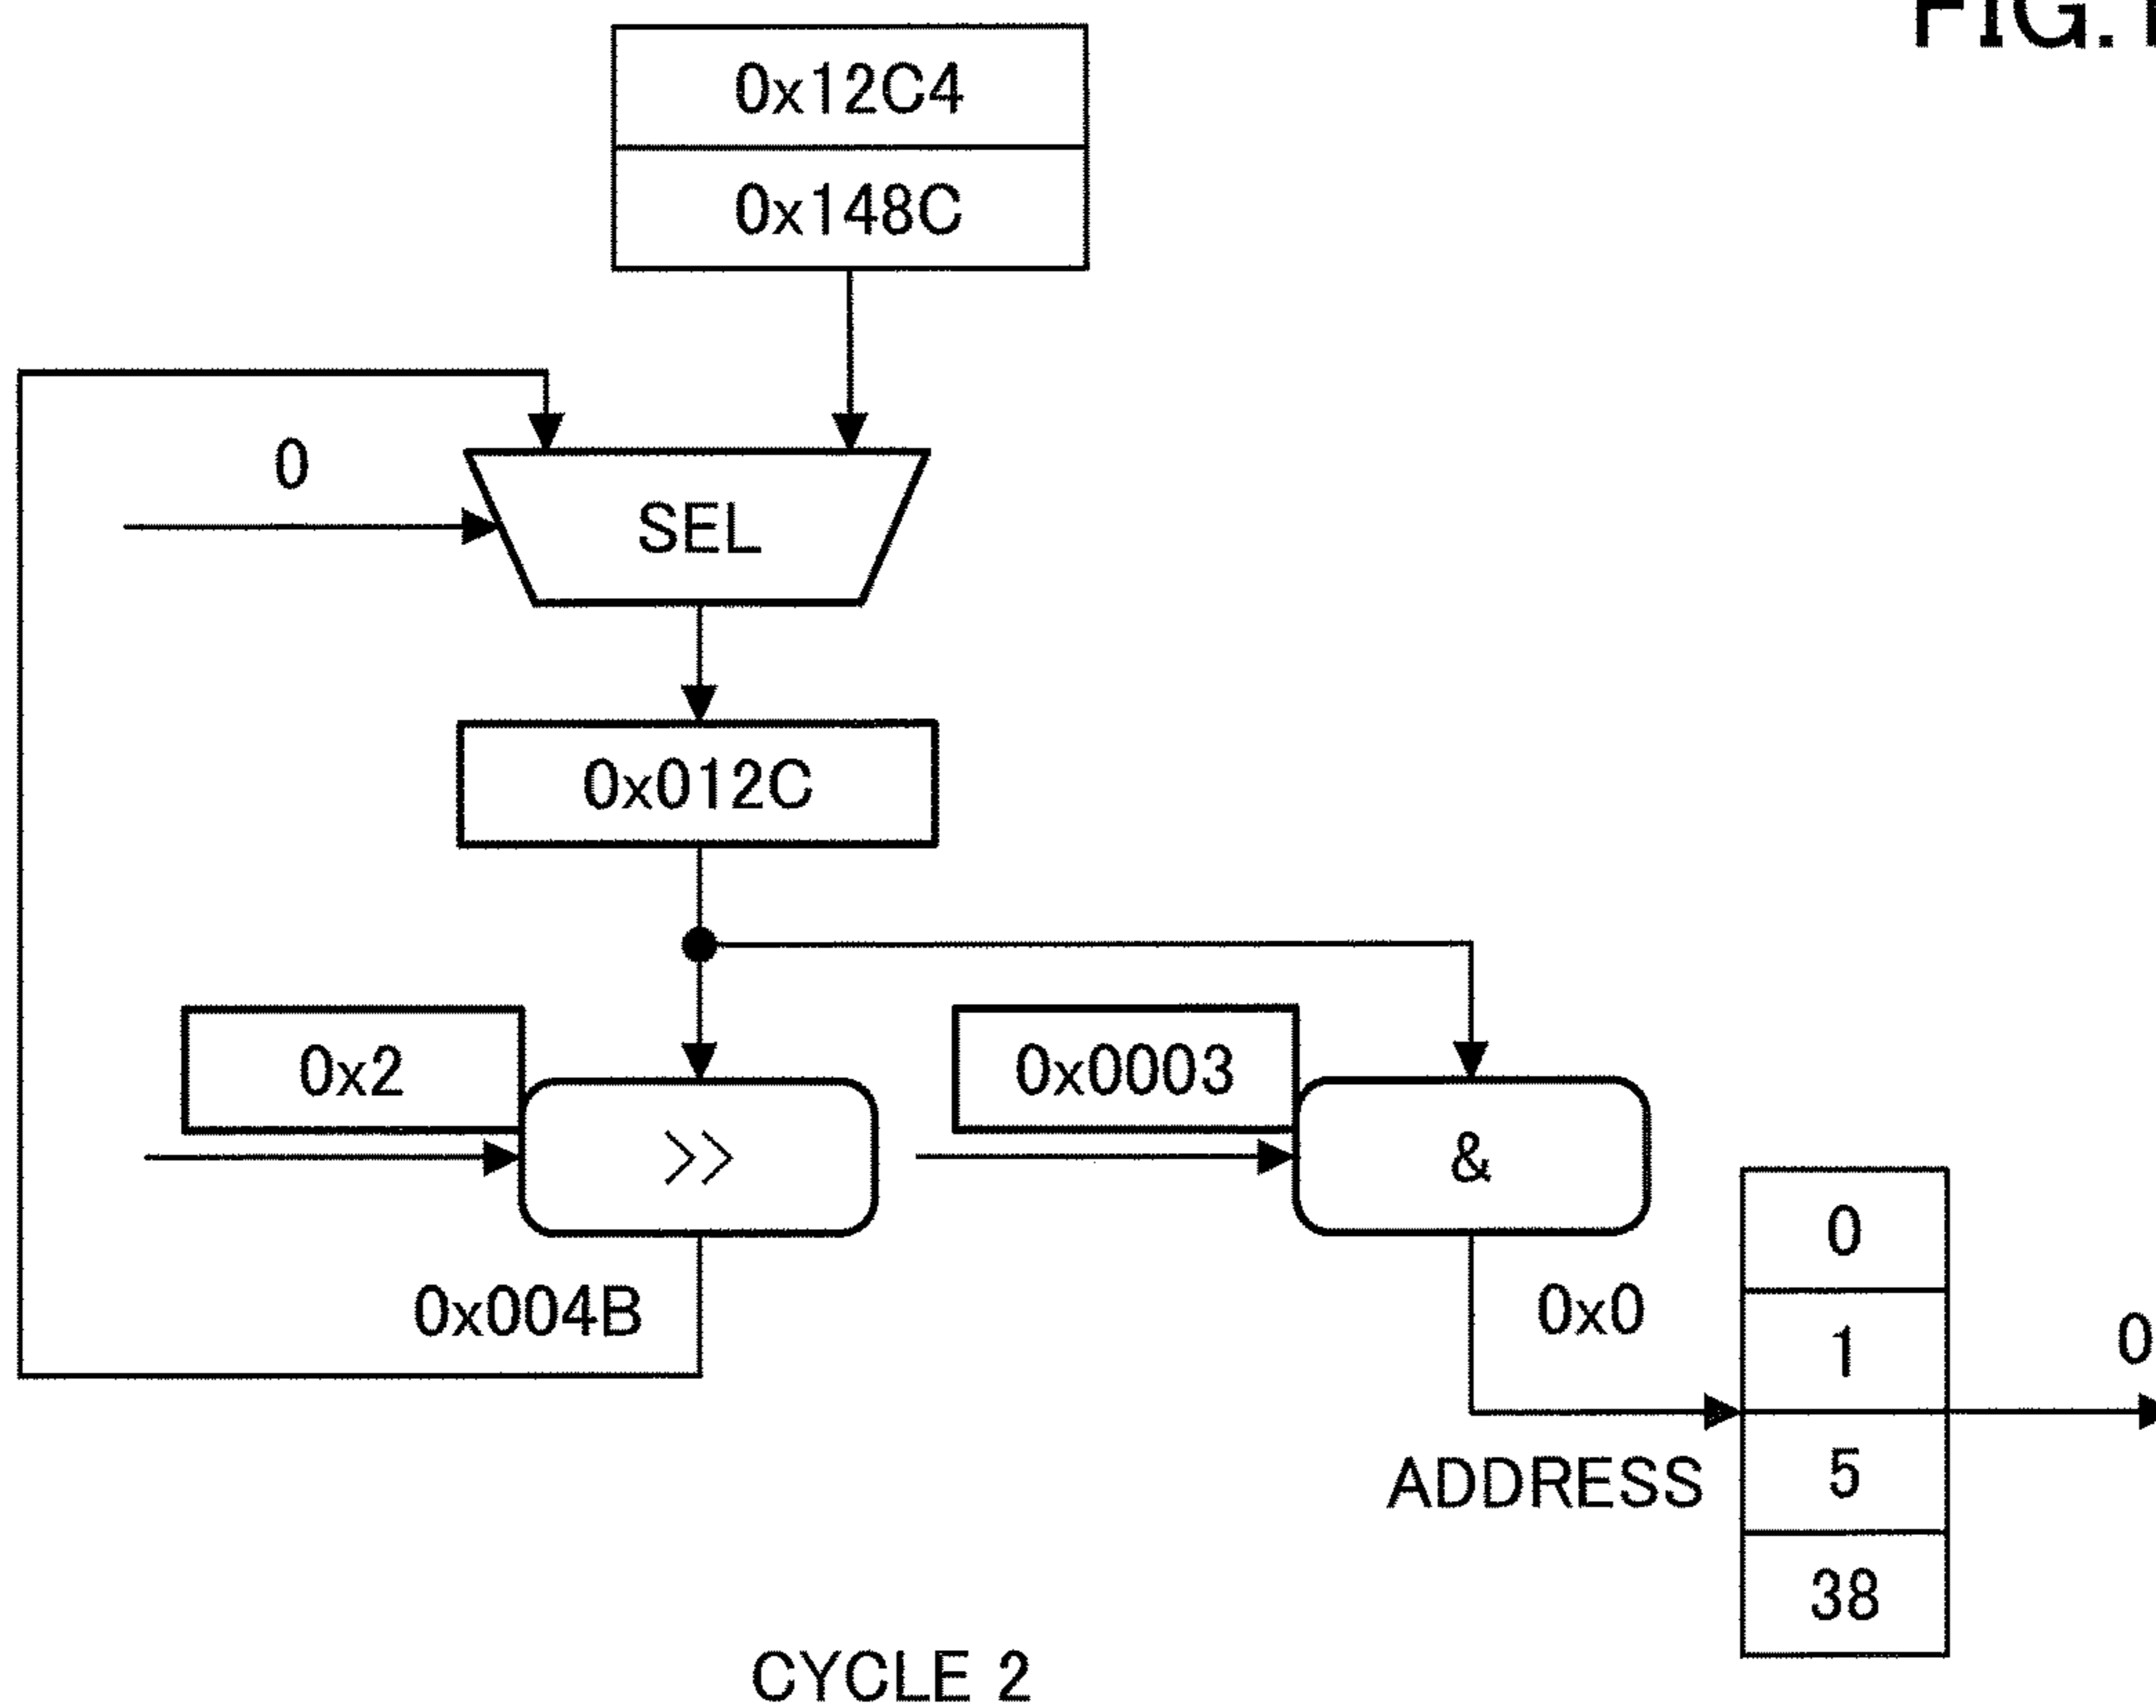 FIG.
0x12C4
0x148C
0
SEL
0x012C
0x2
0x0003
>>
&
0x004B
0x0
0
1
5
38
0
ADDRESS
CYCLE 2